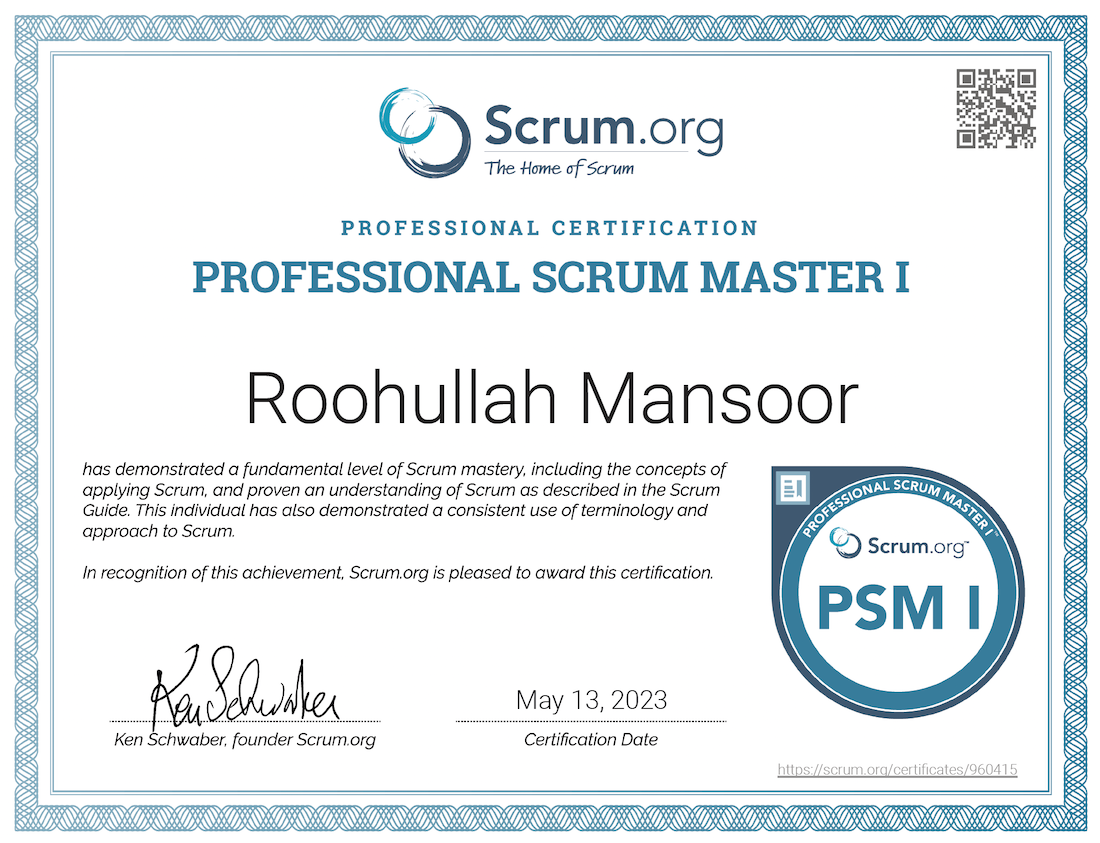 Scrum.org
The Home of Scrum
PROFESSIONAL CERTIFICATION
PROFESSIONAL SCRUM MASTER I
Roohullah Mansoor
has demonstrated a fundamental level of Scrum mastery, including the concepts of
applying Scrum, and proven an understanding of Scrum as described in the Scrum
Guide. This individual has also demonstrated a consistent use of terminology and
approach to Scrum.
In recognition of this achievement, Scrum.org is pleased to award this certification.
PROFESSIONAL SCRUM MASTER I™
Scrum.org™
PSM I
Ken Schwaber
Ken Schwaber, founder Scrum.org
May 13, 2023
Certification Date
https://scrum.org/certificates/960415